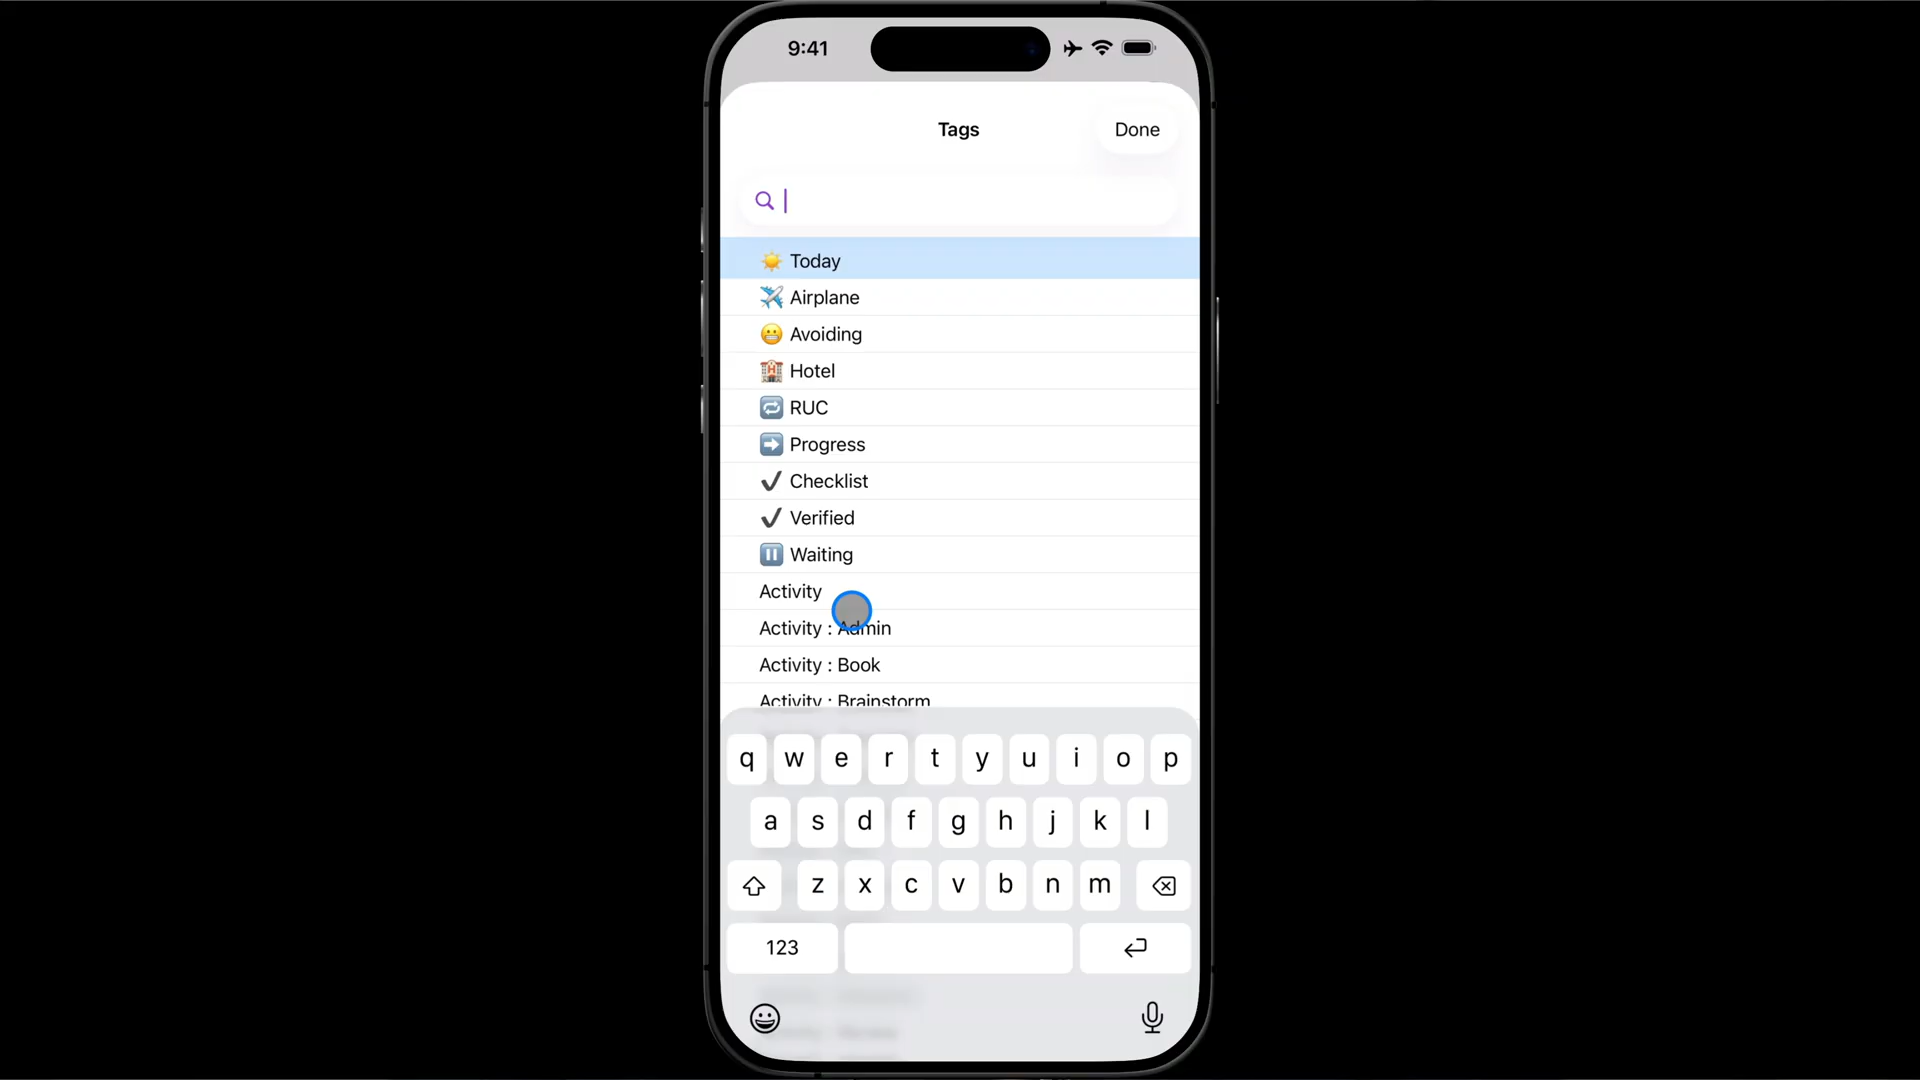 9:41
Tags
Done
Today
Airplane
Avoiding
Hotel
RUC
Progress
Checklist
Verified
Waiting
Activity
Activity : Admin
Activity : Book
Activity : Brainstorm
q w e r t y u i o p
a s d f g h j k l
z x c v b n m
123